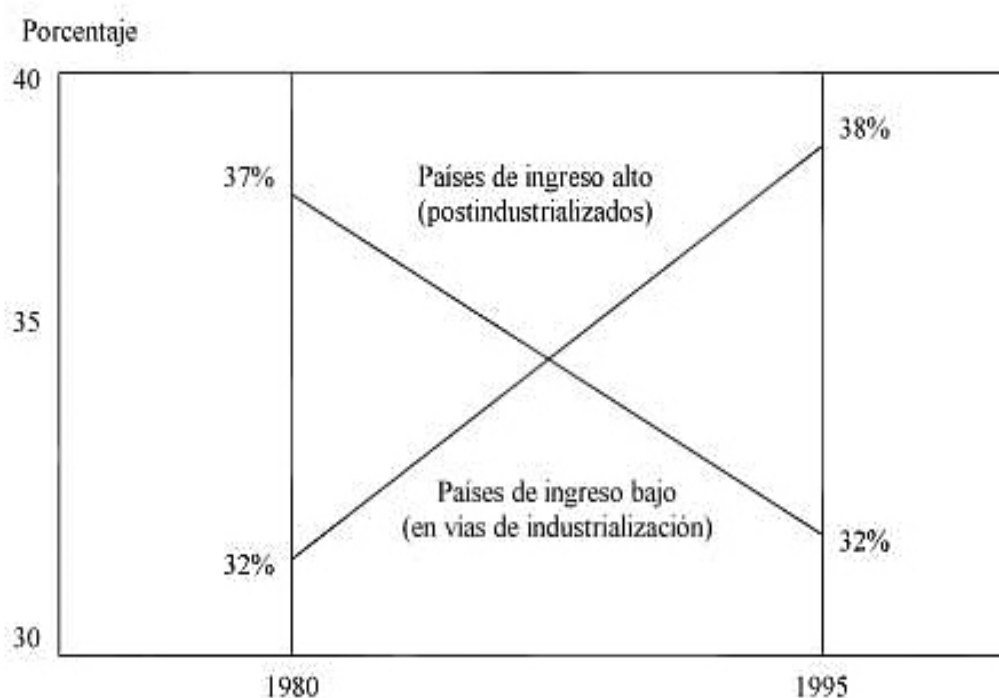 Porcentaje
40
38%
37%
Países de ingreso alto
(postindustrializados)
35
Países de ingreso bajo
(en vias de industrialización)
32%
32%
30
1980
1995